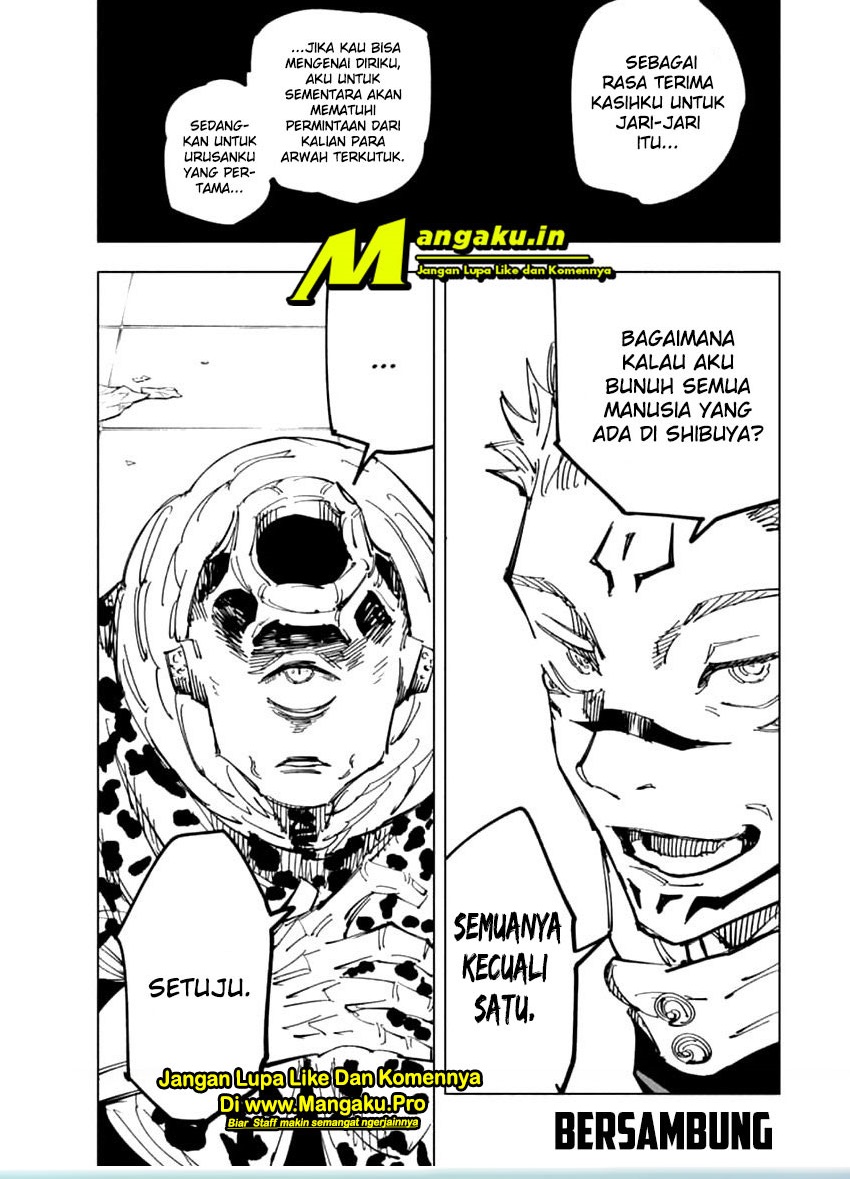 SEBAGAI
RASA TERIMA
KASIHKU UNTUK
JARI-JARI
ITU...
...JIKA KAU BISA
MENGENAI DIRIKU,
AKU UNTUK
SEMENTARA AKAN
MEMATUHI
PERMINTAAN DARI
KALIAN PARA
ARWAH TERKUTUK.
SEDANG-
KAN UNTUK
URUSANKU
YANG PER-
TAMA...
Mangaku.in
Jangan Lupa Like dan Komennya
BAGAIMANA
KALAU AKU
BUNUH SEMUA
MANUSIA YANG
ADA DI SHIBUYA?
...
SEMUANYA
KECUALI
SATU.
SETUJU.
Jangan Lupa Like Dan Komennya
Di www.Mangaku.Pro
Biar Staff makin semangat ngerjainnya
BERSAMBUNG